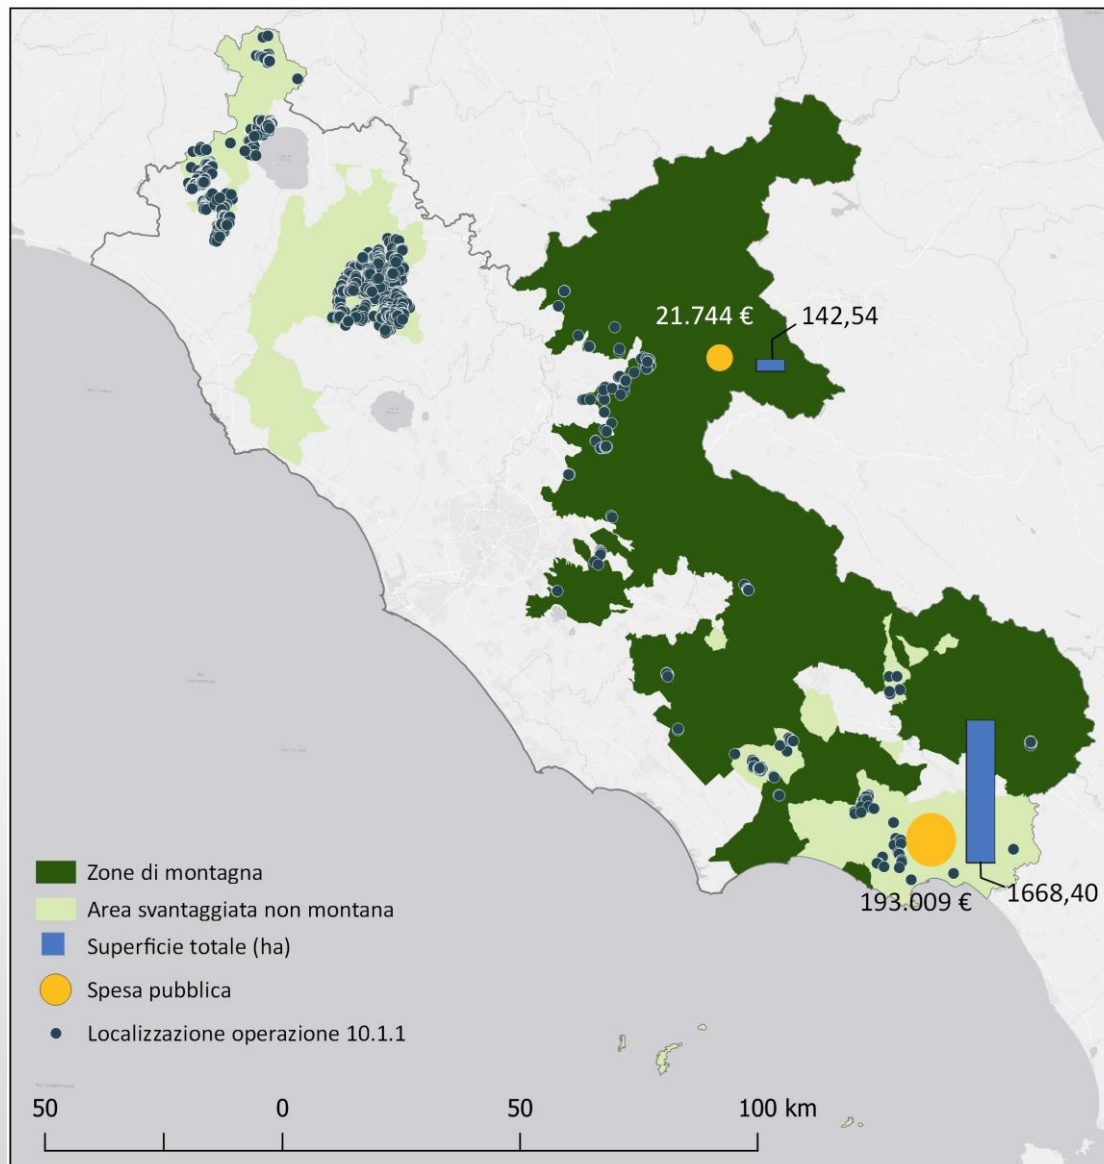 21.744 €
142,54
193.009 €
1668,40
Zone di montagna
Area svantaggiata non montana
Superficie totale (ha)
Spesa pubblica
Localizzazione operazione 10.1.1
50
0
50
100 km